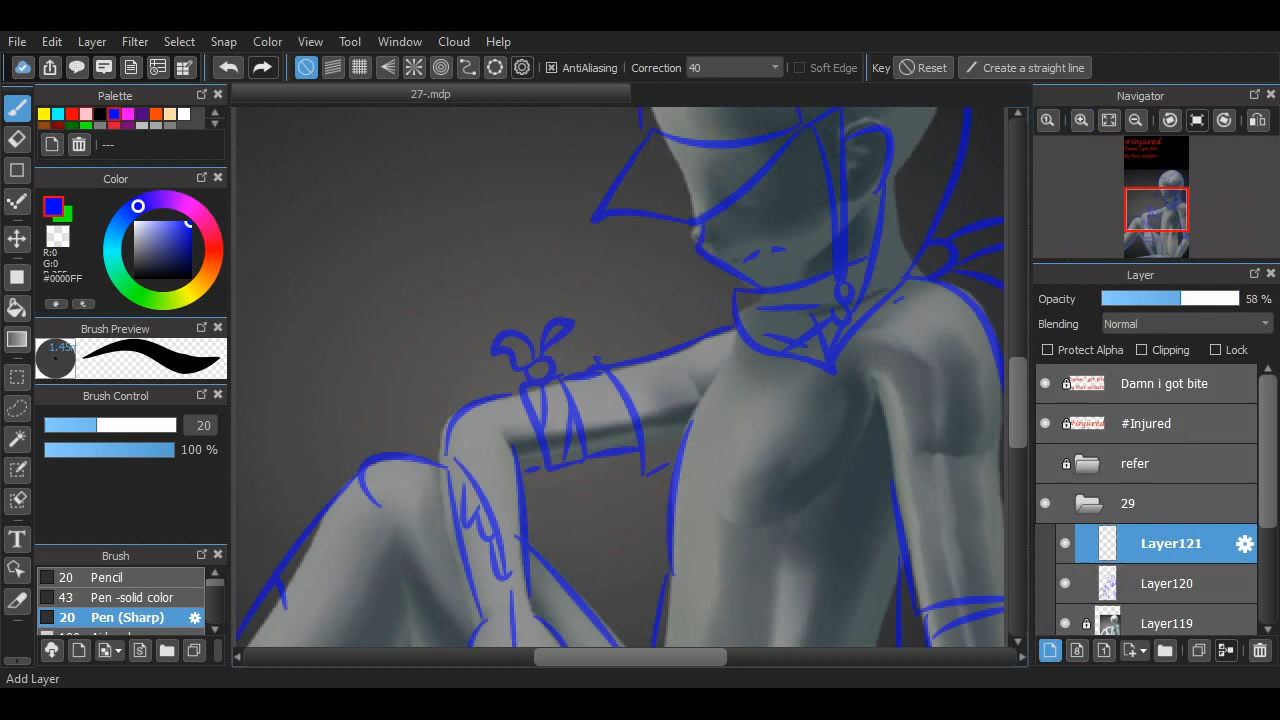 File Edit Layer Filter Select Snap Color View Tool Window Cloud Help
AntiAliasing Correction 40 Soft Edge Key Reset Create a straight line
Palette
27-.mdp
Navigator
---
Color
#Injured
R:0
G:0
#0000FF
Layer
Opacity 58 %
Blending Normal
Protect Alpha Clipping Lock
Brush Preview
Brush Control
20
100 %
Damn i got bite
#Injured
refer
29
Layer121
Layer120
Layer119
Brush
20 Pencil
43 Pen -solid color
20 Pen (Sharp)
Add Layer